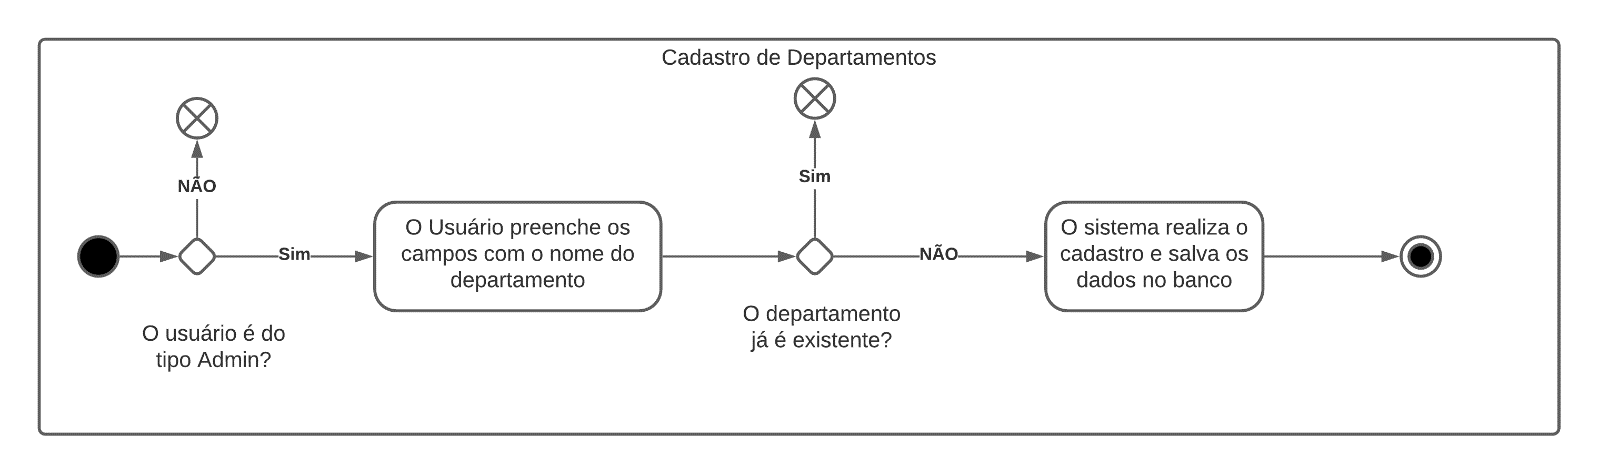 Cadastro de Departamentos
NÃO
Sim
O usuário é do
tipo Admin?
O Usuário preenche os
campos com o nome do
departamento
Sim
NÃO
O departamento
já é existente?
O sistema realiza o
cadastro e salva os
dados no banco